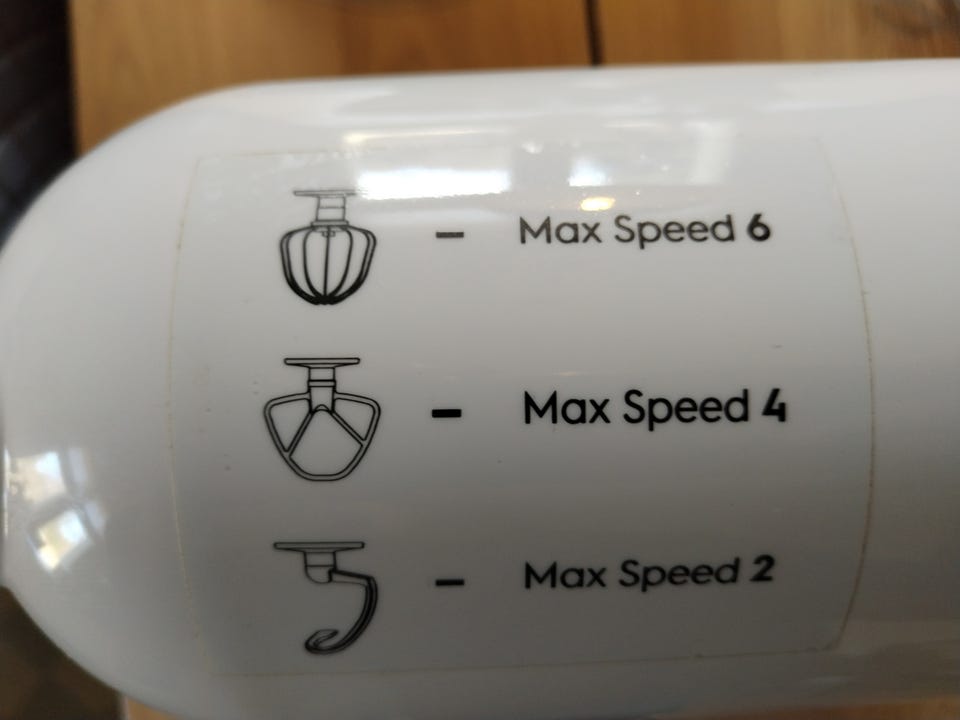 – Max Speed 6
– Max Speed 4
– Max Speed 2